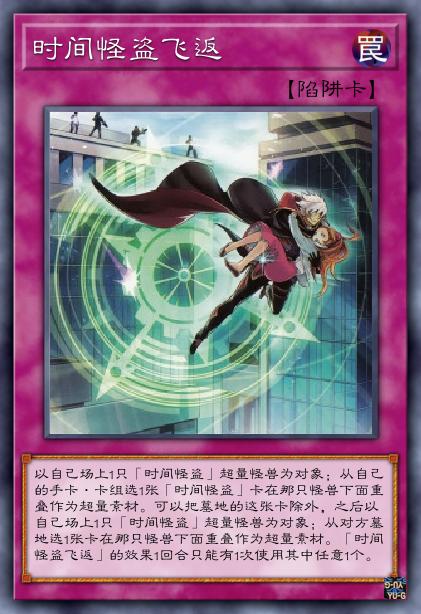 时间怪盗飞返
罠
【陷阱卡】
以自己场上1只「时间怪盗」超量怪兽为对象；从自己
的手卡・卡组选1张「时间怪盗」卡在那只怪兽下面重
叠作为超量素材。可以把墓地的这张卡除外，之后以
自己场上1只「时间怪盗」超量怪兽为对象；从对方墓
地选1张卡在那只怪兽下面重叠作为超量素材。「时间
怪盗飞返」的效果1回合只能有1次使用其中任意1个。
YU-G